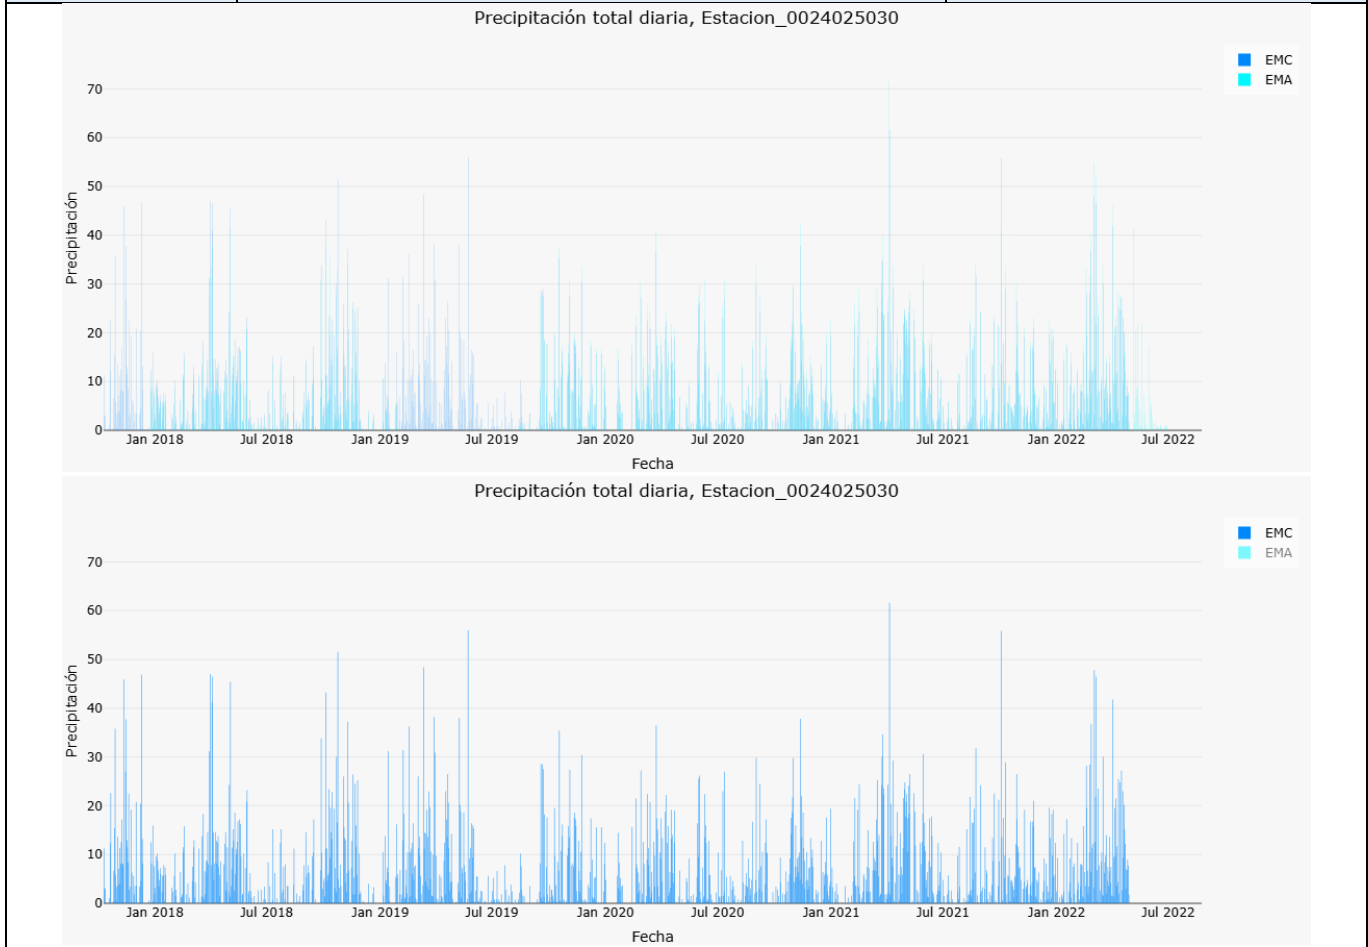 Precipitación total diaria, Estacion_0024025030
EMC
EMA
70
60
50
40
30
20
10
0
Precipitación
Jan 2018 Jul 2018 Jan 2019 Jul 2019 Jan 2020 Jul 2020 Jan 2021 Jul 2021 Jan 2022 Jul 2022
Fecha
Precipitación total diaria, Estacion_0024025030
EMC
EMA
70
60
50
40
30
20
10
0
Precipitación
Jan 2018 Jul 2018 Jan 2019 Jul 2019 Jan 2020 Jul 2020 Jan 2021 Jul 2021 Jan 2022 Jul 2022
Fecha